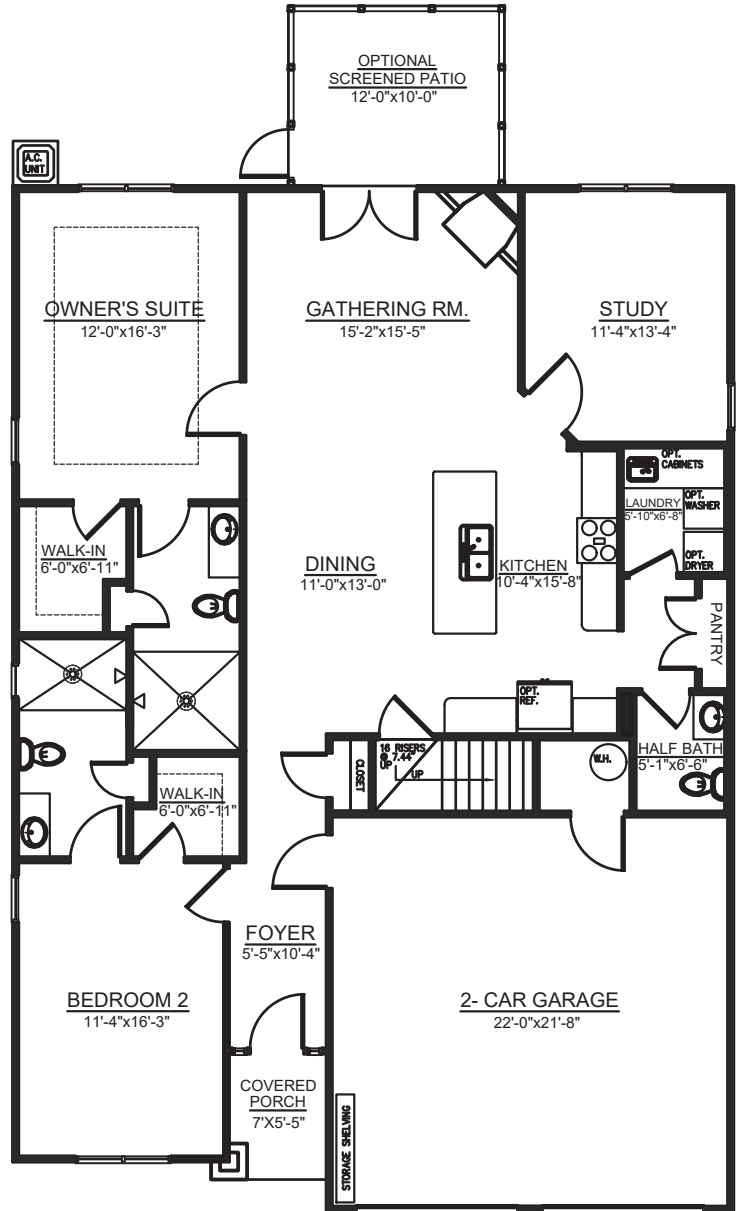 OPTIONAL
SCREENED PATIO
12'-0"x10'-0"
A.C.
UNIT
OWNER'S SUITE
12'-0"x16'-3"
GATHERING RM.
15'-2"x15'-5"
STUDY
11'-4"x13'-4"
OPT.
CABINETS
LAUNDRY
5'-10"x6'-8"
OPT.
WASHER
OPT.
DRYER
WALK-IN
6'-0"x6'-11"
DINING
11'-0"x13'-0"
KITCHEN
10'-4"x15'-8"
PANTRY
OPT.
REF.
16 RISERS
@ 7.44"
UP
UP
CLOSET
W.H.
HALF BATH
5'-1"x6'-6"
WALK-IN
6'-0"x6'-11"
FOYER
5'-5"x10'-4"
BEDROOM 2
11'-4"x16'-3"
2- CAR GARAGE
22'-0"x21'-8"
COVERED
PORCH
7'X5'-5"
STORAGE SHELVING